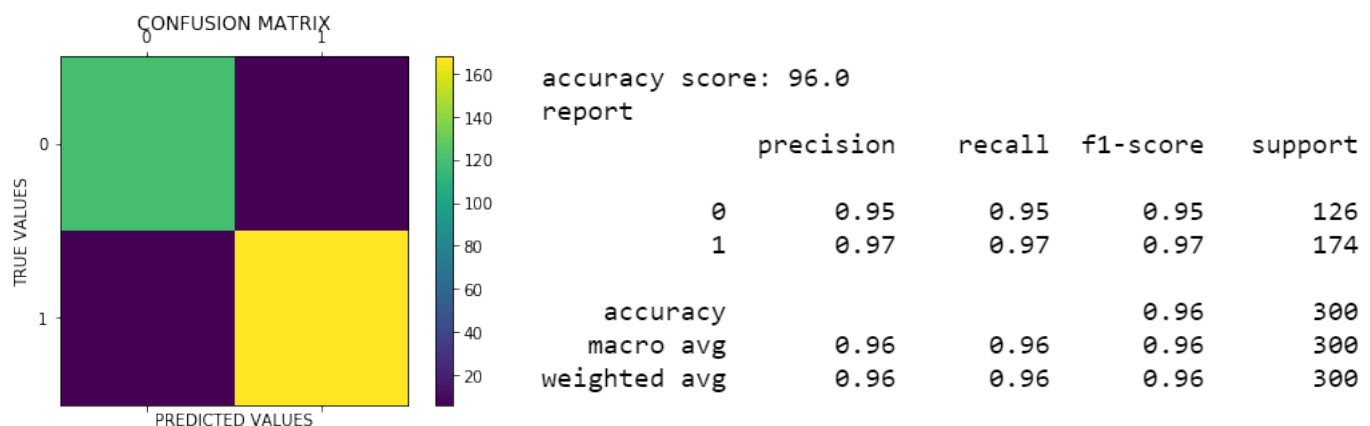 CONFUSION MATRIX
0 1
0
1
TRUE VALUES
PREDICTED VALUES
160
140
120
100
80
60
40
20
accuracy score: 96.0
report
precision recall f1-score support
0 0.95 0.95 0.95 126
1 0.97 0.97 0.97 174
accuracy 0.96 300
macro avg 0.96 0.96 0.96 300
weighted avg 0.96 0.96 0.96 300